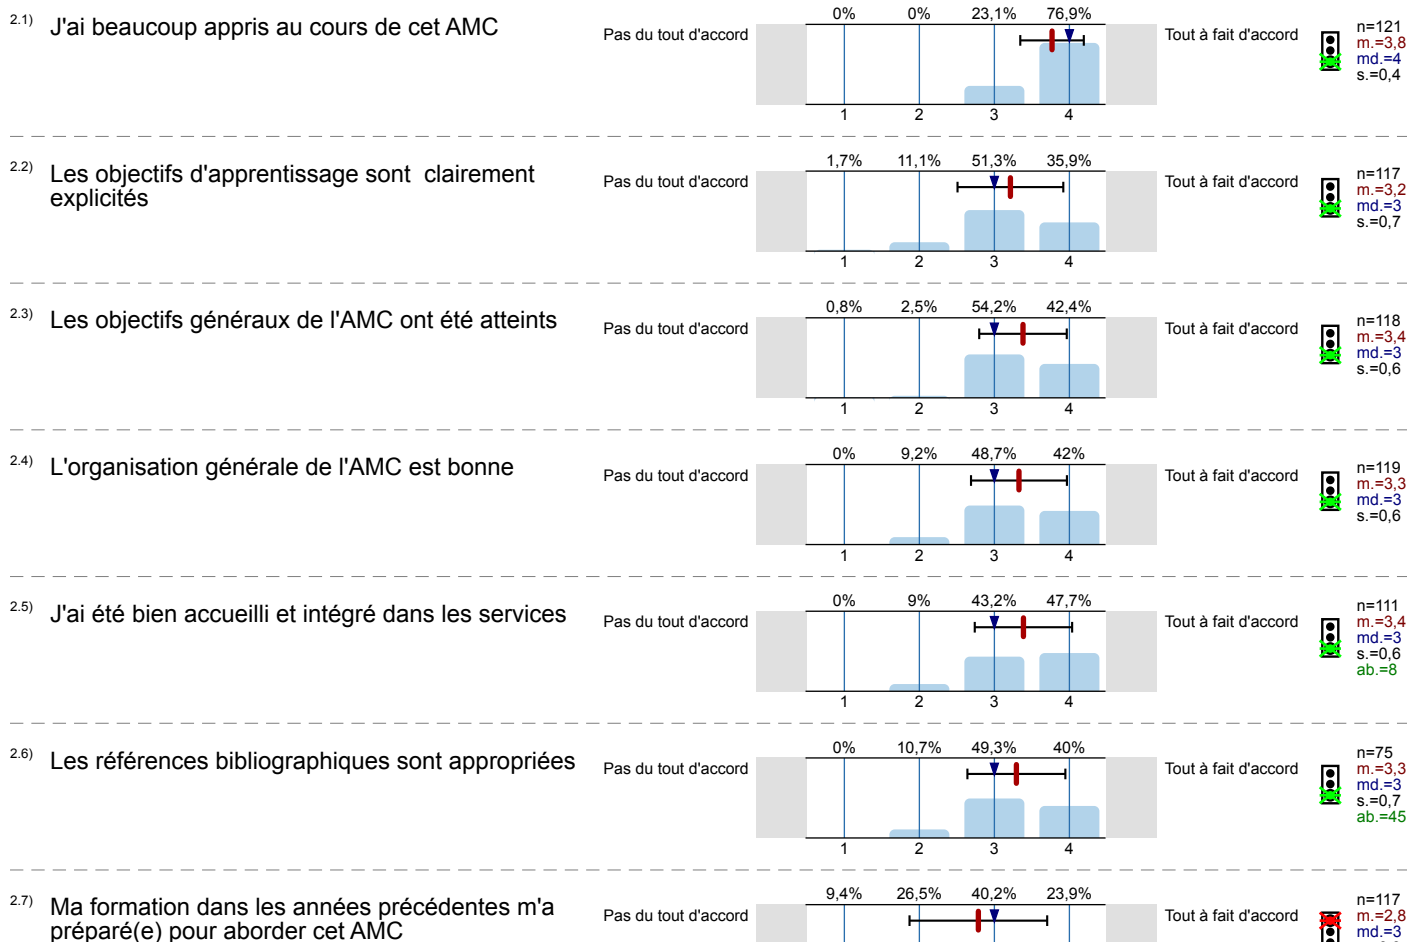 2.1) J'ai beaucoup appris au cours de cet AMC
Pas du tout d'accord
0% 0% 23,1% 76,9%
1 2 3 4
Tout à fait d'accord
n=121
m.=3,8
md.=4
s.=0,4
2.2) Les objectifs d'apprentissage sont clairement
explicités
Pas du tout d'accord
1,7% 11,1% 51,3% 35,9%
1 2 3 4
Tout à fait d'accord
n=117
m.=3,2
md.=3
s.=0,7
2.3) Les objectifs généraux de l'AMC ont été atteints
Pas du tout d'accord
0,8% 2,5% 54,2% 42,4%
1 2 3 4
Tout à fait d'accord
n=118
m.=3,4
md.=3
s.=0,6
2.4) L'organisation générale de l'AMC est bonne
Pas du tout d'accord
0% 9,2% 48,7% 42%
1 2 3 4
Tout à fait d'accord
n=119
m.=3,3
md.=3
s.=0,6
2.5) J'ai été bien accueilli et intégré dans les services
Pas du tout d'accord
0% 9% 43,2% 47,7%
1 2 3 4
Tout à fait d'accord
n=111
m.=3,4
md.=3
s.=0,6
ab.=8
2.6) Les références bibliographiques sont appropriées
Pas du tout d'accord
0% 10,7% 49,3% 40%
1 2 3 4
Tout à fait d'accord
n=75
m.=3,3
md.=3
s.=0,7
ab.=45
2.7) Ma formation dans les années précédentes m'a
préparé(e) pour aborder cet AMC
Pas du tout d'accord
9,4% 26,5% 40,2% 23,9%
Tout à fait d'accord
n=117
m.=2,8
md.=3